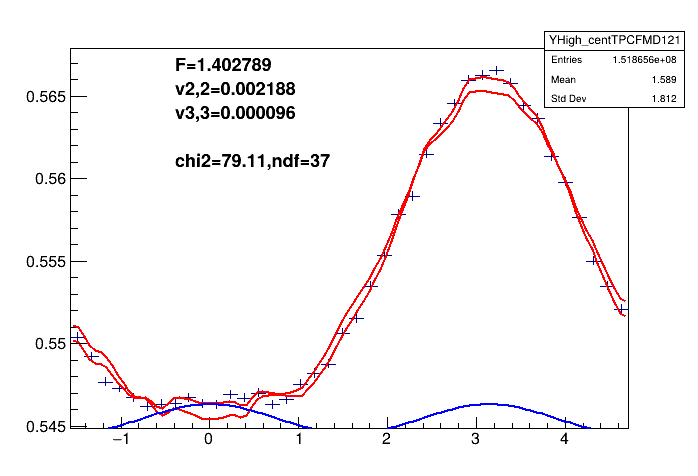 YHigh_centTPCFMD121
Entries 1.518656e+08
Mean 1.589
Std Dev 1.812
F=1.402789
v2,2=0.002188
v3,3=0.000096
chi2=79.11,ndf=37
0.565
0.56
0.555
0.55
0.545
−1 0 1 2 3 4